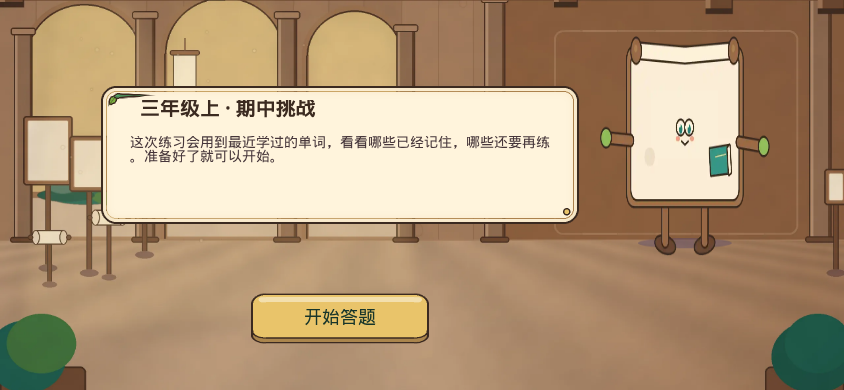 三年级上·期中挑战
这次练习会用到最近学过的单词，看看哪些已经记住，哪些还要再练
。准备好了就可以开始。
开始答题